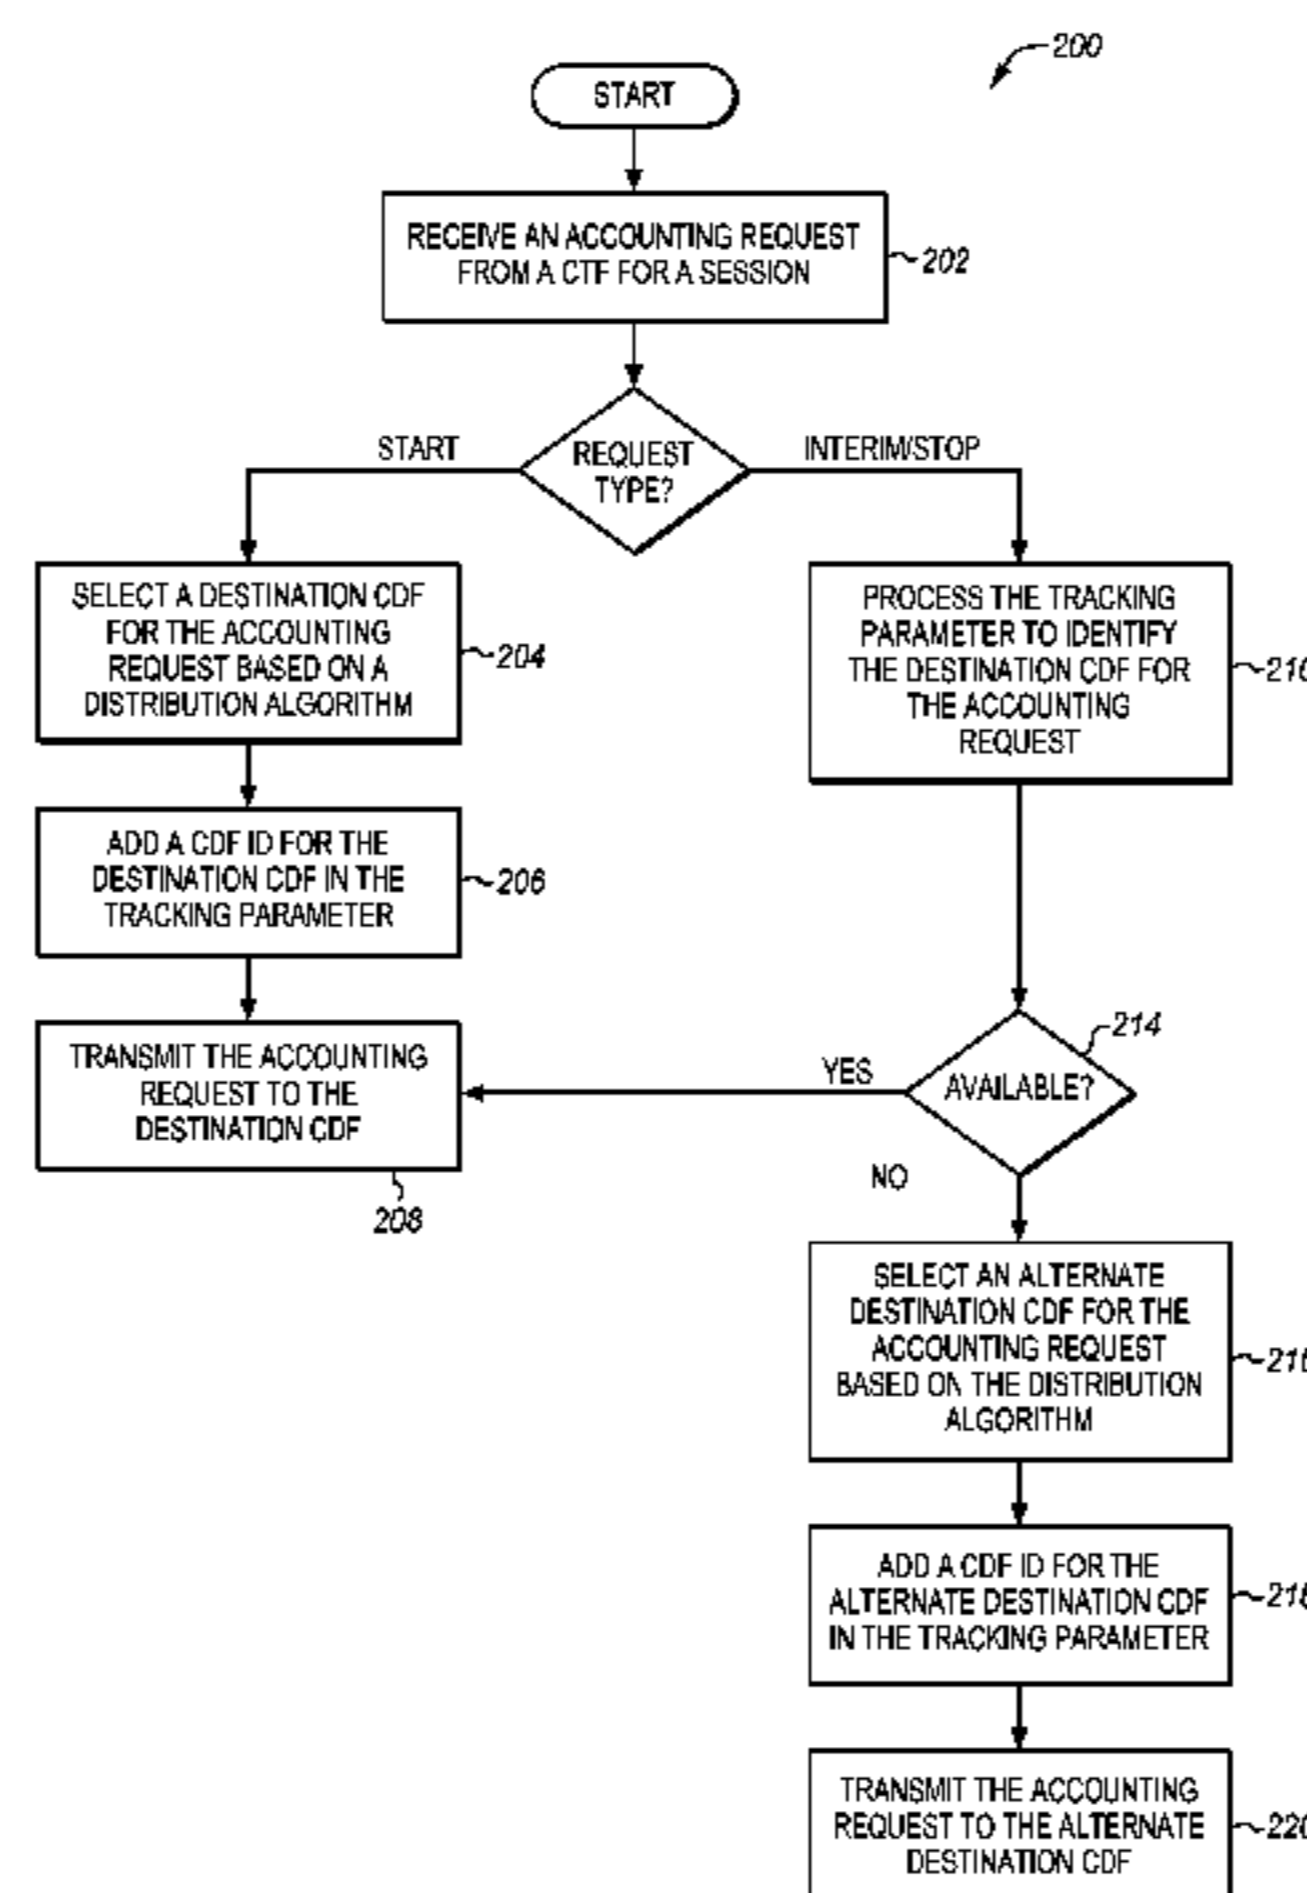 200
START
RECEIVE AN ACCOUNTING REQUEST
FROM A CTF FOR A SESSION
202
REQUEST
TYPE?
START
INTERIM/STOP
SELECT A DESTINATION CDF
FOR THE ACCOUNTING
REQUEST BASED ON A
DISTRIBUTION ALGORITHM
204
PROCESS THE TRACKING
PARAMETER TO IDENTIFY
THE DESTINATION CDF FOR
THE ACCOUNTING
REQUEST
210
ADD A CDF ID FOR THE
DESTINATION CDF IN THE
TRACKING PARAMETER
206
TRANSMIT THE ACCOUNTING
REQUEST TO THE
DESTINATION CDF
208
YES
AVAILABLE?
214
NO
SELECT AN ALTERNATE
DESTINATION CDF FOR THE
ACCOUNTING REQUEST
BASED ON THE DISTRIBUTION
ALGORITHM
216
ADD A CDF ID FOR THE
ALTERNATE DESTINATION CDF
IN THE TRACKING PARAMETER
218
TRANSMIT THE ACCOUNTING
REQUEST TO THE ALTERNATE
DESTINATION CDF
220